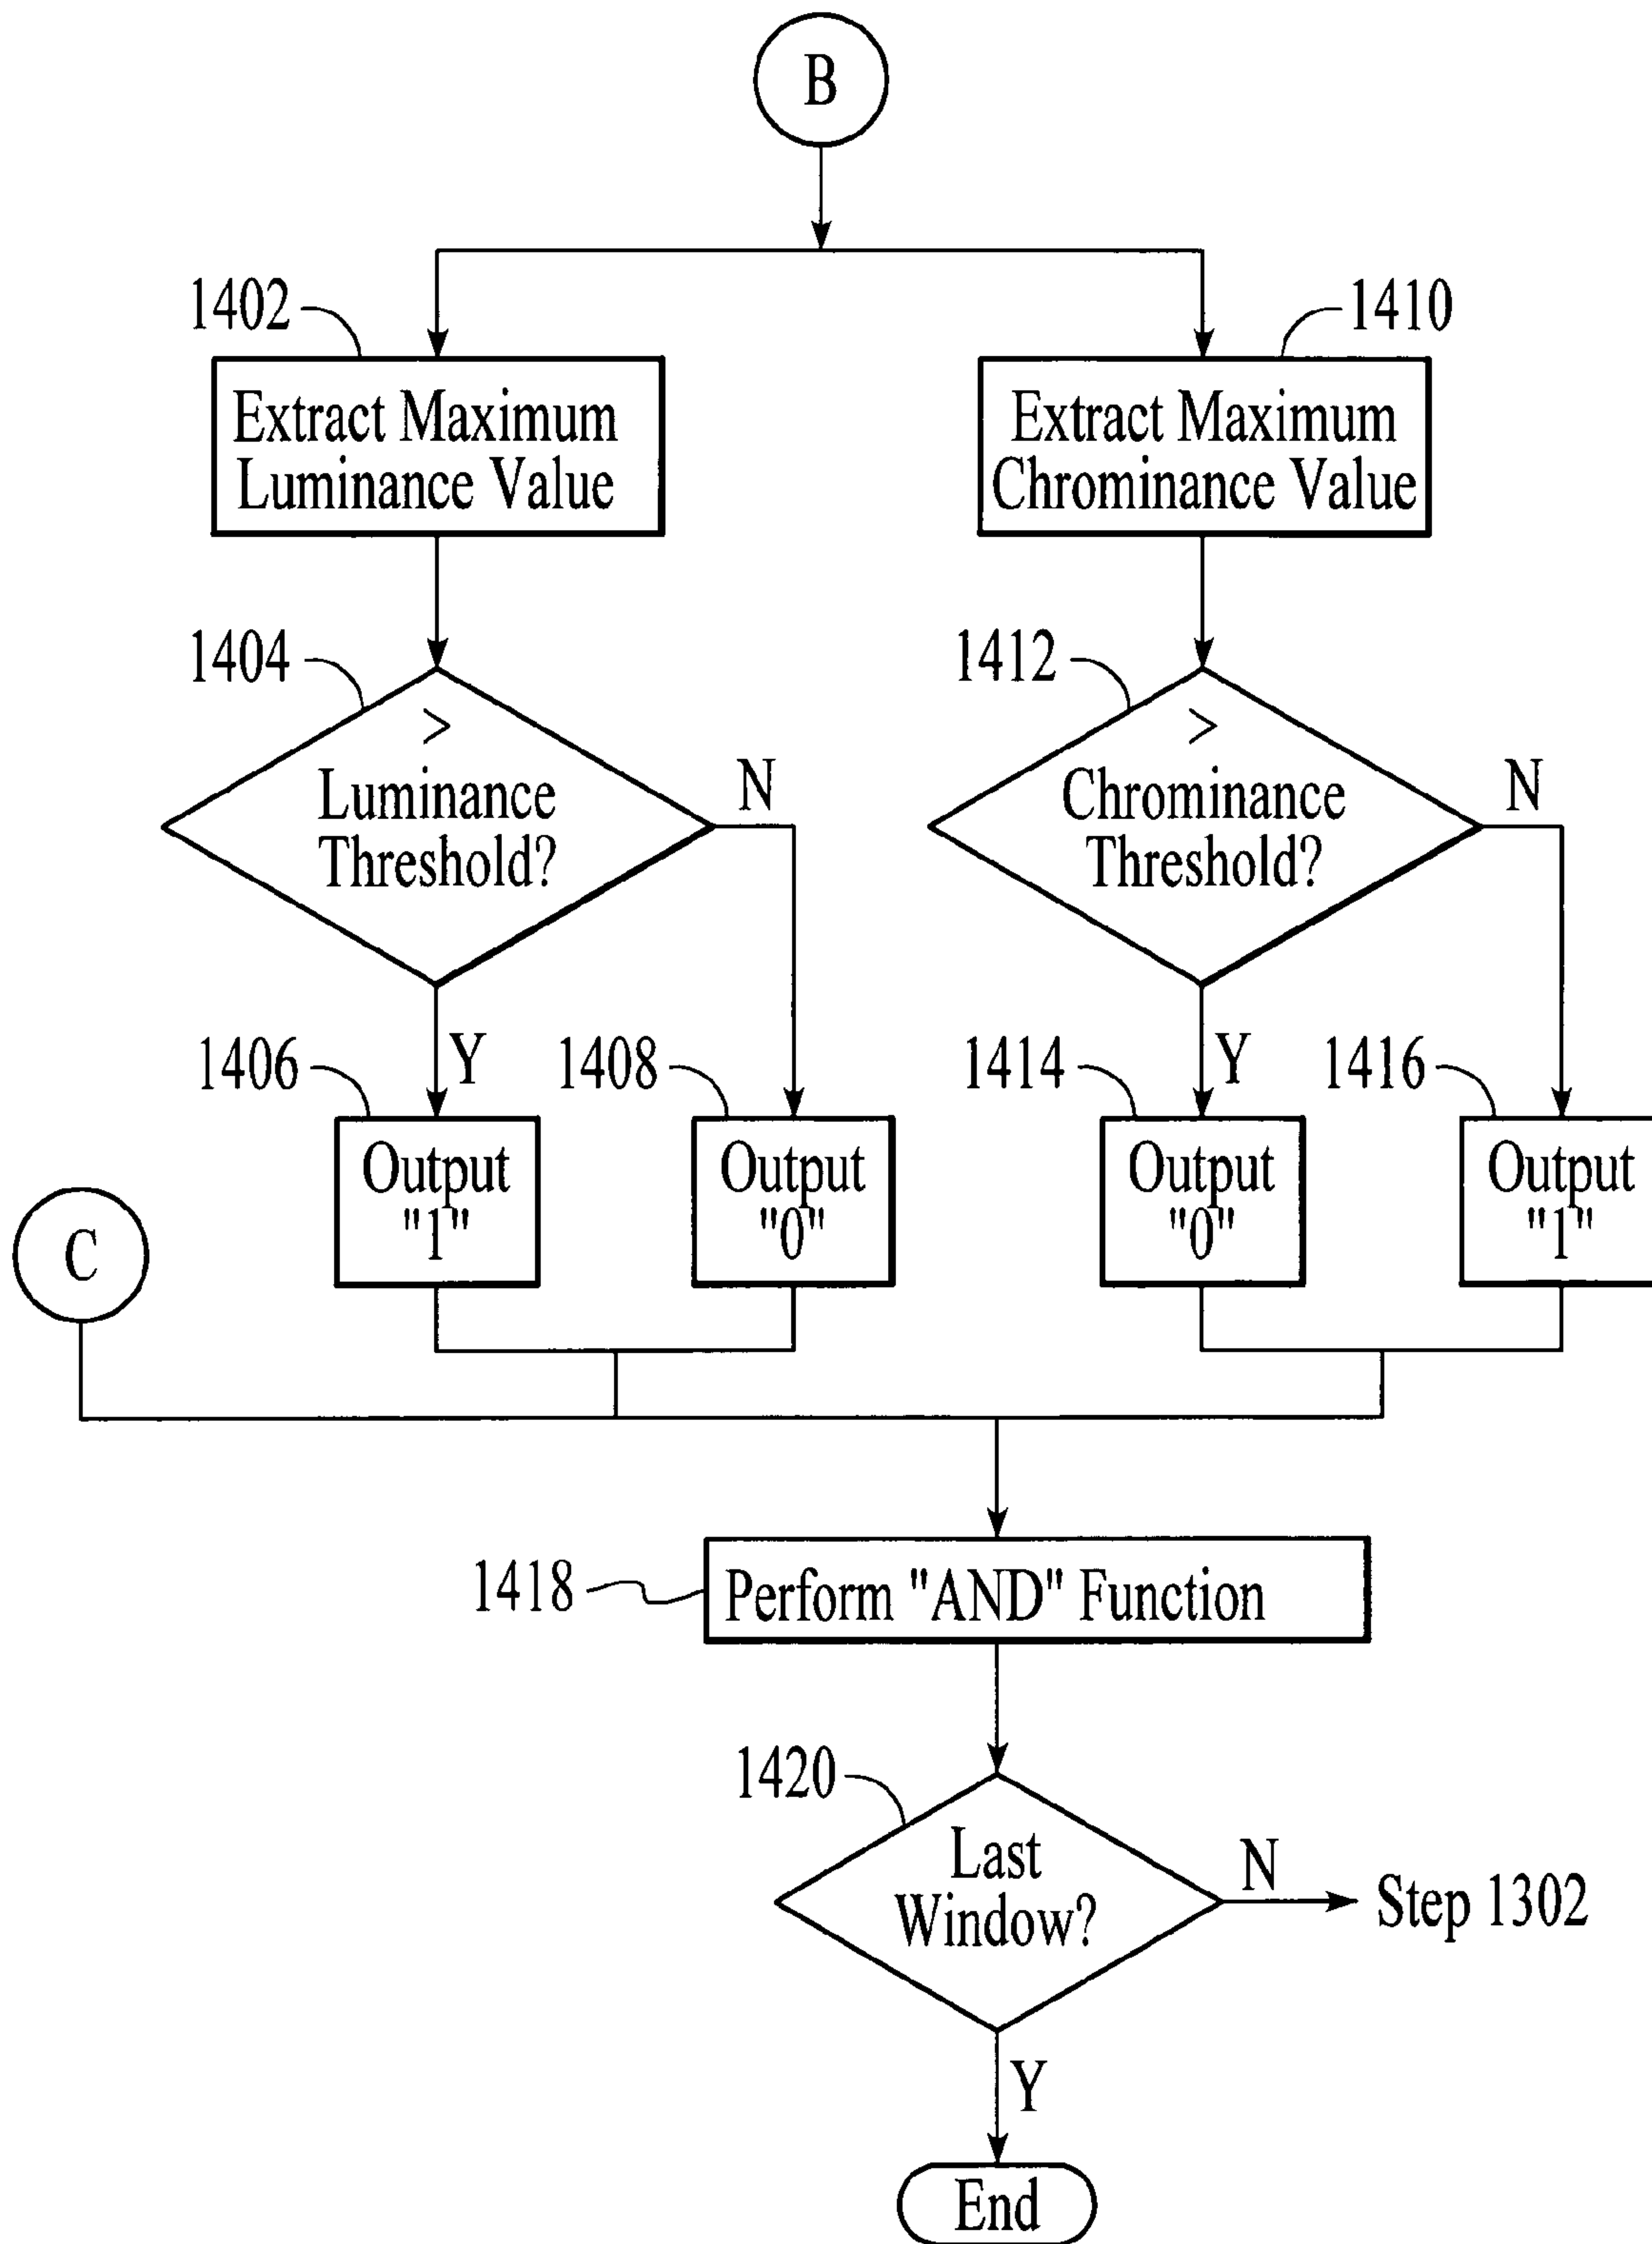 B
1402
1410
Extract Maximum
Luminance Value
Extract Maximum
Chrominance Value
1404
1412
>
Luminance
Threshold?
N
>
Chrominance
Threshold?
N
1406
Y
1408
1414
Y
1416
Output
"1"
Output
"0"
Output
"0"
Output
"1"
C
1418
Perform "AND" Function
1420
Last
Window?
N
Step 1302
Y
End